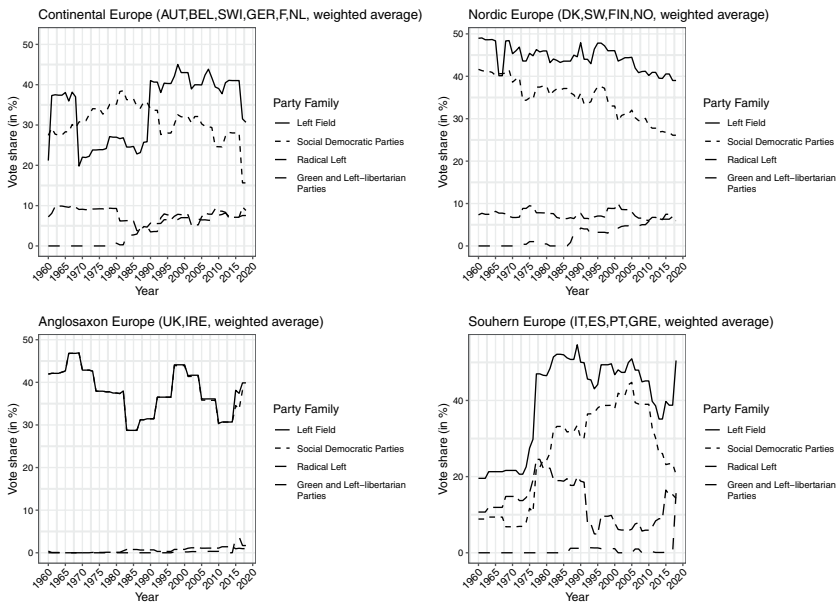 Continental Europe (AUT,BEL,SWI,GER,F,NL, weighted average)
50
40
30
20
10
0
Vote share (in %)
1960
1965
1970
1975
1980
1985
1990
1995
2000
2005
2010
2015
2020
Year
Party Family
Left Field
Social Democratic Parties
Radical Left
Green and Left-libertarian
Parties
Nordic Europe (DK,SW,FIN,NO, weighted average)
50
40
30
20
10
0
Vote share (in %)
1960
1965
1970
1975
1980
1985
1990
1995
2000
2005
2010
2015
2020
Year
Party Family
Left Field
Social Democratic Parties
Radical Left
Green and Left-libertarian
Parties
Anglosaxon Europe (UK,IRE, weighted average)
50
40
30
20
10
0
Vote share (in %)
1960
1965
1970
1975
1980
1985
1990
1995
2000
2005
2010
2015
2020
Year
Party Family
Left Field
Social Democratic Parties
Radical Left
Green and Left-libertarian
Parties
Souhern Europe (IT,ES,PT,GRE, weighted average)
40
20
0
Vote share (in %)
1960
1965
1970
1975
1980
1985
1990
1995
2000
2005
2010
2015
2020
Year
Party Family
Left Field
Social Democratic Parties
Radical Left
Green and Left-libertarian
Parties